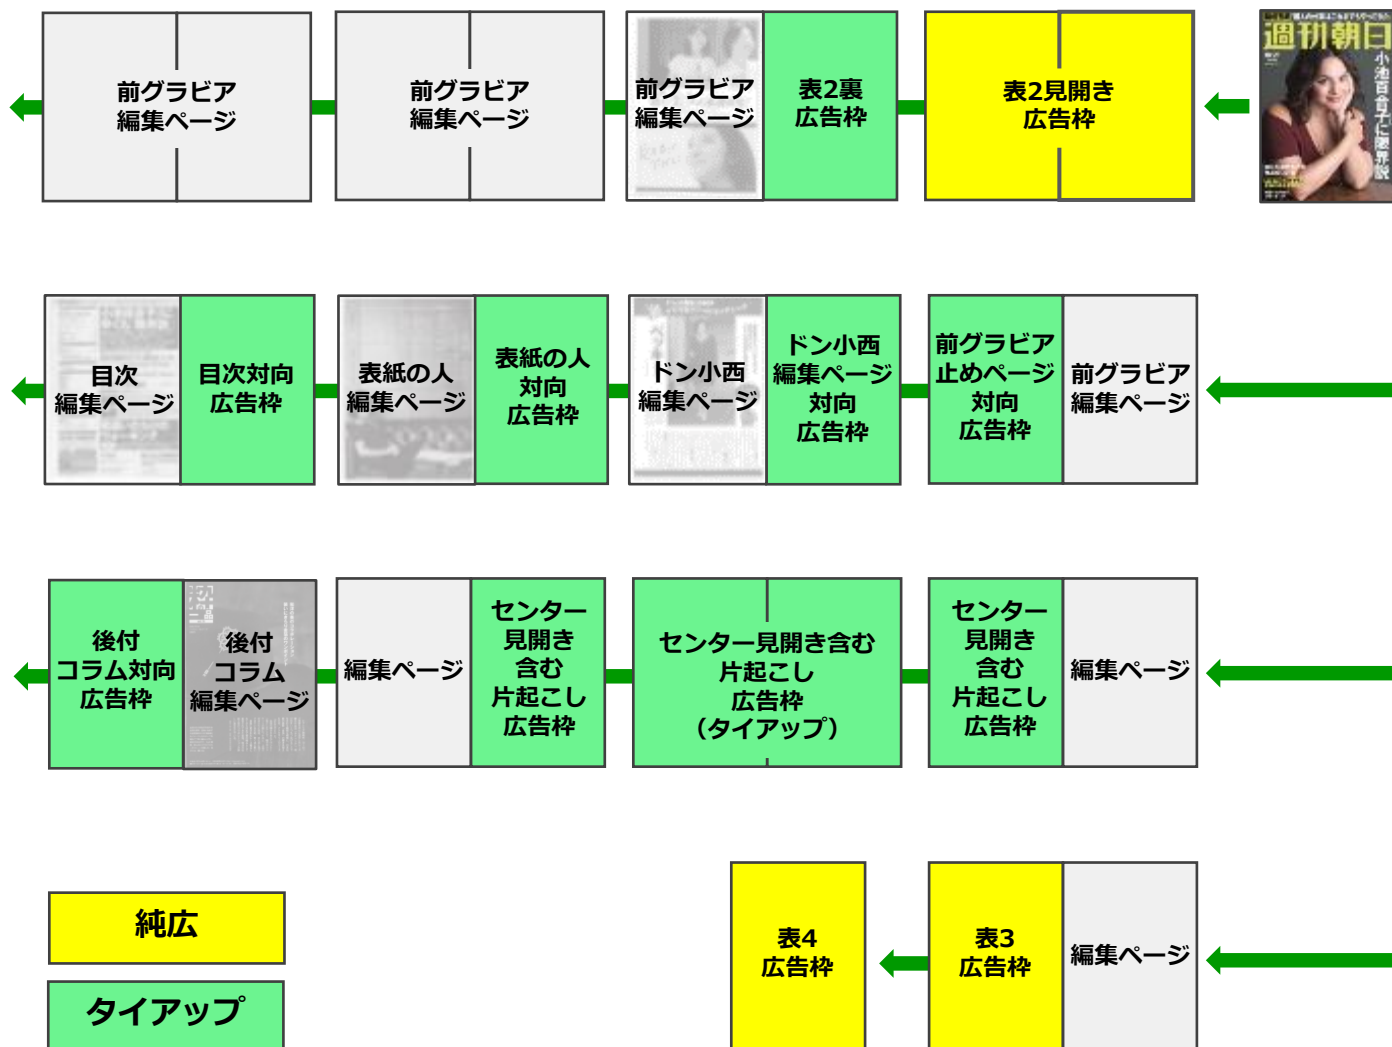 週刊朝日
小池百合子に限界説
表2見開き
広告枠
表2裏
広告枠
前グラビア
編集ページ
前グラビア
編集ページ
前グラビア
編集ページ
前グラビア
編集ページ
前グラビア
止めページ
対向
広告枠
ドン小西
編集ページ
対向
広告枠
ドン小西
編集ページ
表紙の人
対向
広告枠
表紙の人
編集ページ
目次対向
広告枠
目次
編集ページ
編集ページ
センター
見開き
含む
片起こし
広告枠
センター見開き含む
片起こし
広告枠
（タイアップ）
センター
見開き
含む
片起こし
広告枠
編集ページ
後付
コラム
編集ページ
後付
コラム対向
広告枠
編集ページ
表3
広告枠
表4
広告枠
純広
タイアップ